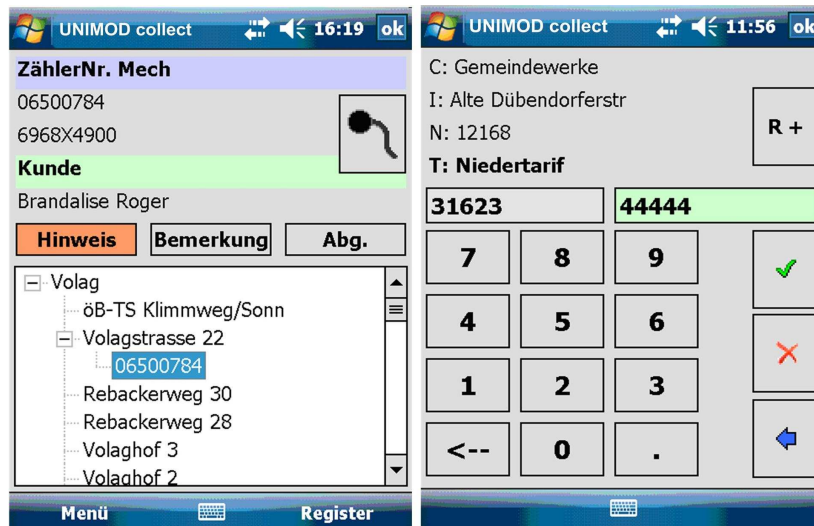 UNIMOD collect 16:19 ok
ZählerNr. Mech
06500784
6968X4900
Kunde
Brandalise Roger
Hinweis Bemerkung Abg.
Volag
öB-TS Klimmweg/Sonn
Volagstrasse 22
06500784
Rebackerweg 30
Rebackerweg 28
Volaghof 3
Volaghof 2
Menü Register
UNIMOD collect 11:56 ok
C: Gemeindewerke
I: Alte Dübendorferstr
N: 12168
R +
T: Niedertarif
31623 44444
7 8 9
4 5 6
1 2 3
<-- 0 .